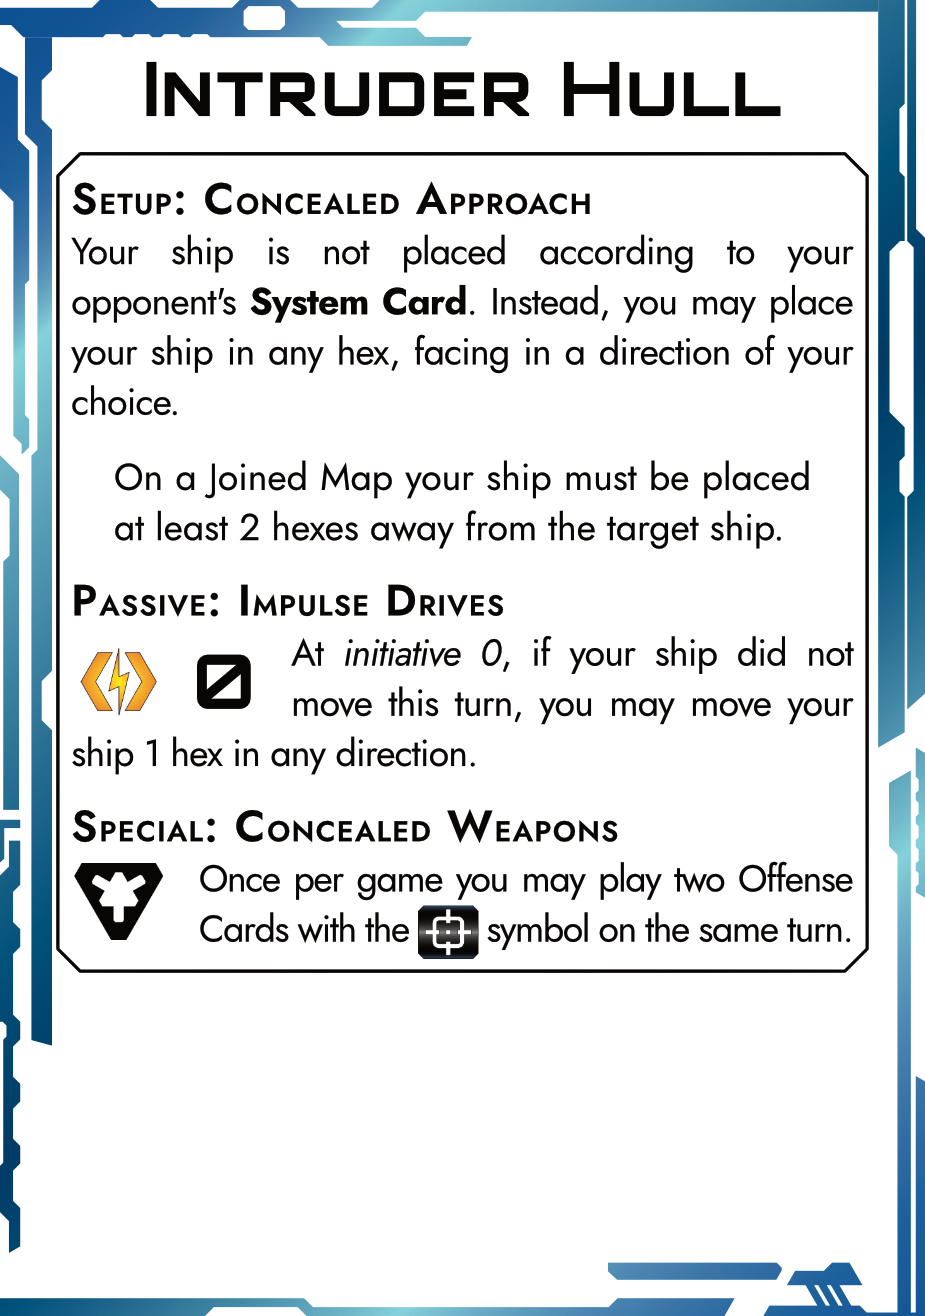 Intruder Hull
Setup: Concealed Approach
Your ship is not placed according to your
opponent's System Card. Instead, you may place
your ship in any hex, facing in a direction of your
choice.
On a Joined Map your ship must be placed
at least 2 hexes away from the target ship.
Passive: Impulse Drives
At initiative 0, if your ship did not
move this turn, you may move your
ship 1 hex in any direction.
Special: Concealed Weapons
Once per game you may play two Offense
Cards with the symbol on the same turn.